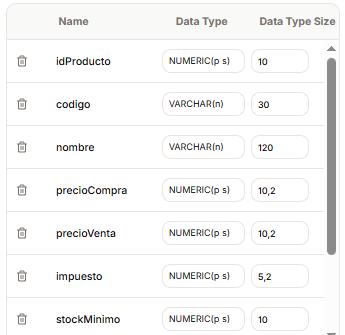 Name Data Type Data Type Size
idProducto NUMERIC(p s) 10
codigo VARCHAR(n) 30
nombre VARCHAR(n) 120
precioCompra NUMERIC(p s) 10,2
precioVenta NUMERIC(p s) 10,2
impuesto NUMERIC(p s) 5,2
stockMinimo NUMERIC(p s) 10